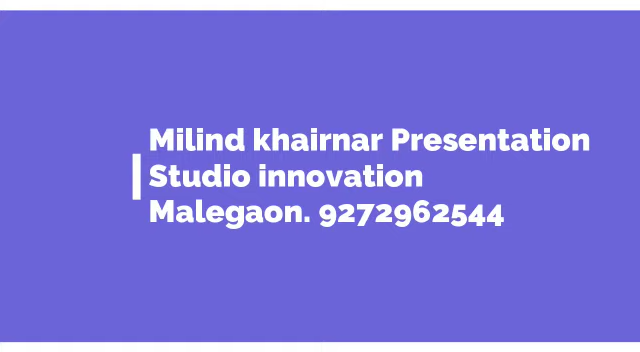 Milind khairnar Presentation
Studio innovation
Malegaon. 9272962544